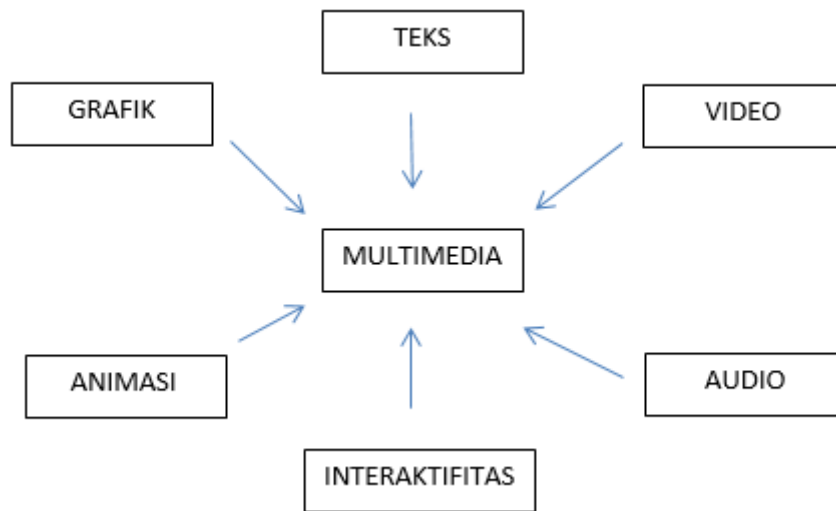 TEKS
GRAFIK
VIDEO
MULTIMEDIA
ANIMASI
AUDIO
INTERAKTIFITAS